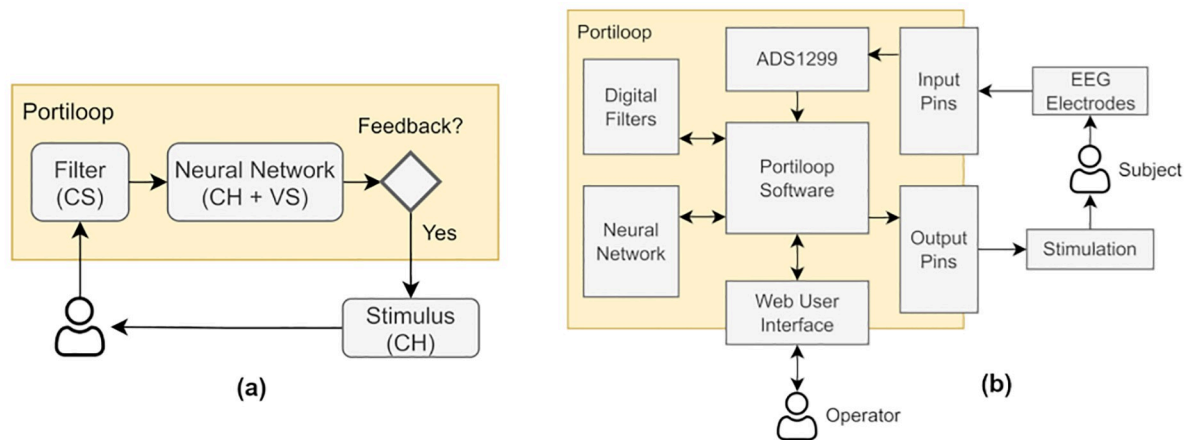 Portiloop
Feedback?
Filter
(CS)
Neural Network
(CH + VS)
Yes
Stimulus
(CH)
(a)
Portiloop
ADS1299
Input
Pins
EEG
Electrodes
Digital
Filters
Portiloop
Software
Subject
Neural
Network
Output
Pins
Stimulation
Web User
Interface
(b)
Operator